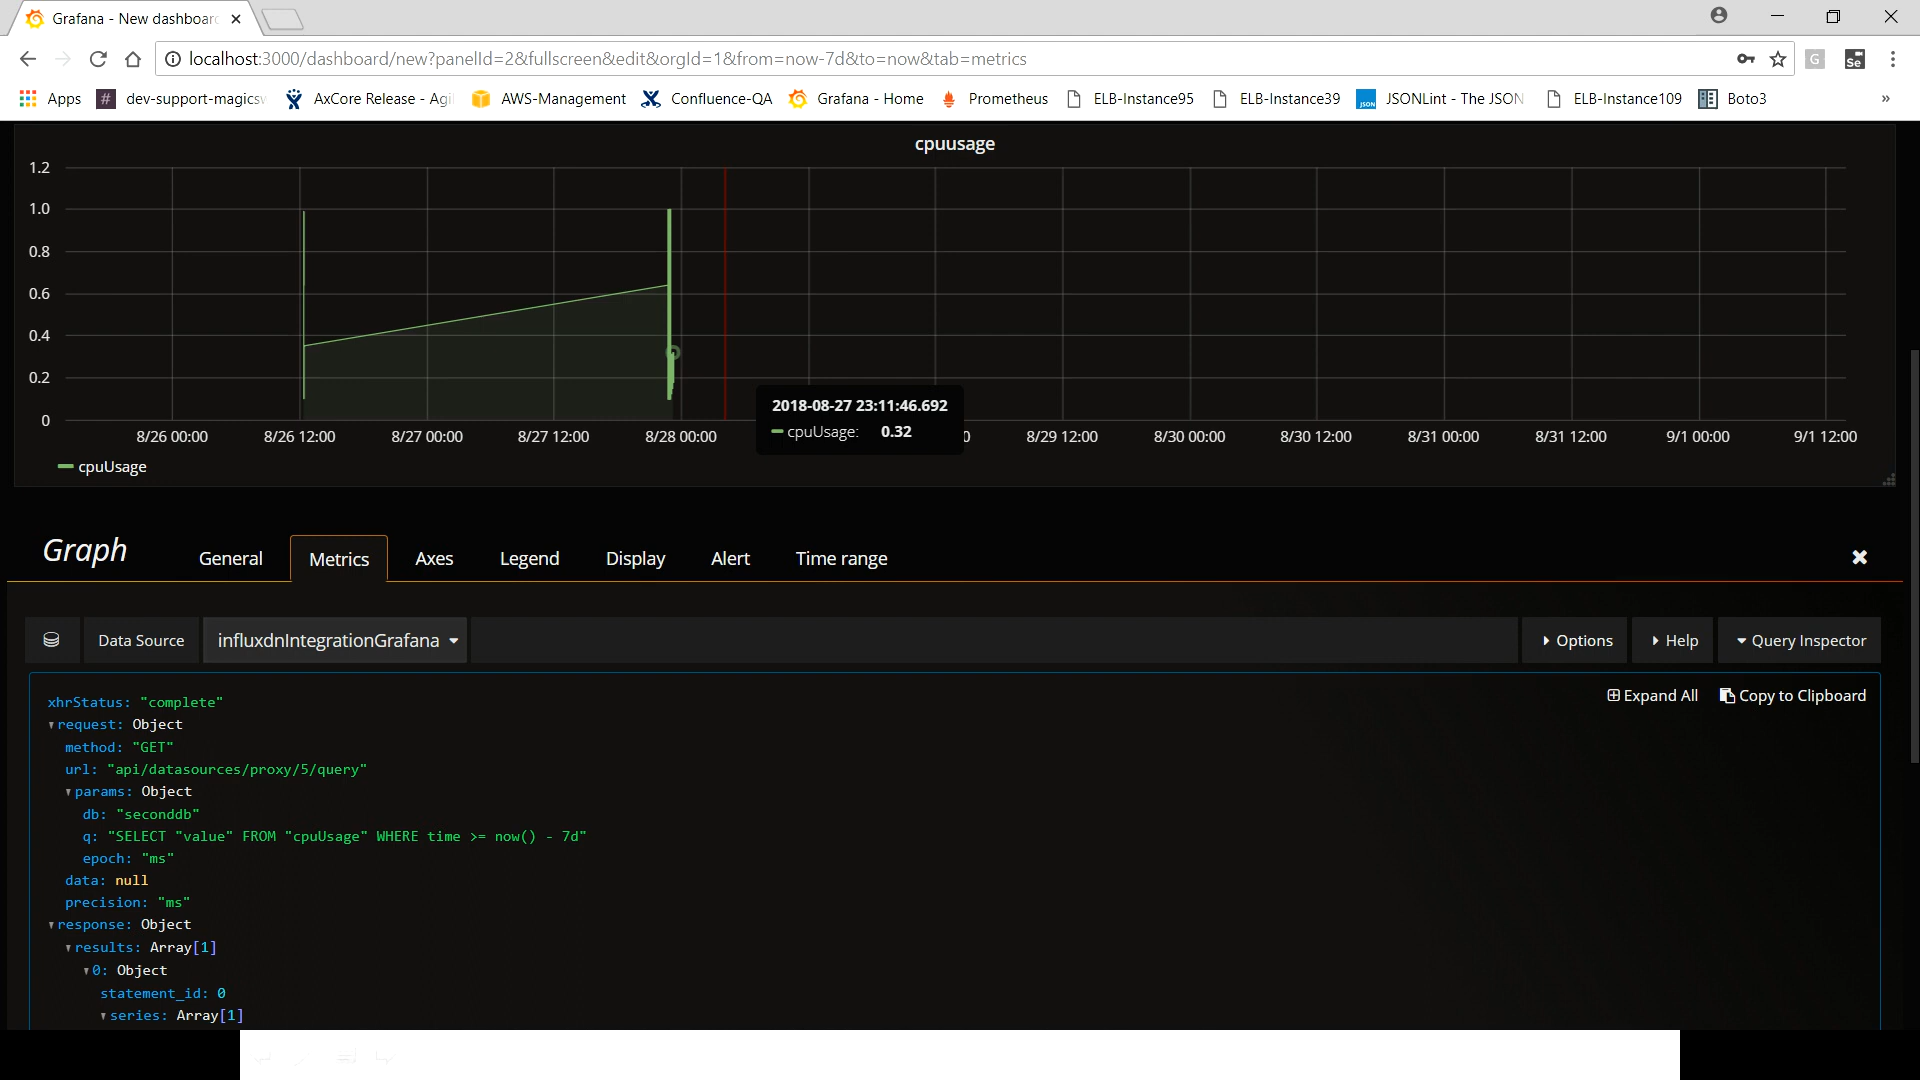 Grafana - New dashboard
localhost:3000/dashboard/new?panelId=2&fullscreen&edit&orgId=1&from=now-7d&to=now&tab=metrics
G
Se
Apps # dev-support-magicsw AxCore Release - Agil AWS-Management Confluence-QA Grafana - Home Prometheus ELB-Instance95 ELB-Instance39 JSON JSONLint - The JSON ELB-Instance109 Boto3 »
cpuusage
1.2
1.0
0.8
0.6
0.4
0.2
0
2018-08-27 23:11:46.692
cpuUsage: 0.32
8/26 00:00 8/26 12:00 8/27 00:00 8/27 12:00 8/28 00:00 0 8/29 12:00 8/30 00:00 8/30 12:00 8/31 00:00 8/31 12:00 9/1 00:00 9/1 12:00
cpuUsage
Graph General Metrics Axes Legend Display Alert Time range
Data Source influxdnIntegrationGrafana Options Help Query Inspector
Expand All Copy to Clipboard
xhrStatus: "complete"
request: Object
method: "GET"
url: "api/datasources/proxy/5/query"
params: Object
db: "seconddb"
q: "SELECT "value" FROM "cpuUsage" WHERE time >= now() - 7d"
epoch: "ms"
data: null
precision: "ms"
response: Object
results: Array[1]
0: Object
statement_id: 0
series: Array[1]